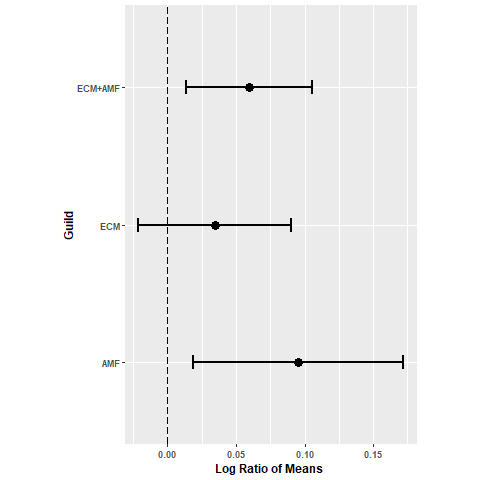 ECM+AMF
Guild
ECM
AMF
0.00 0.05 0.10 0.15
Log Ratio of Means